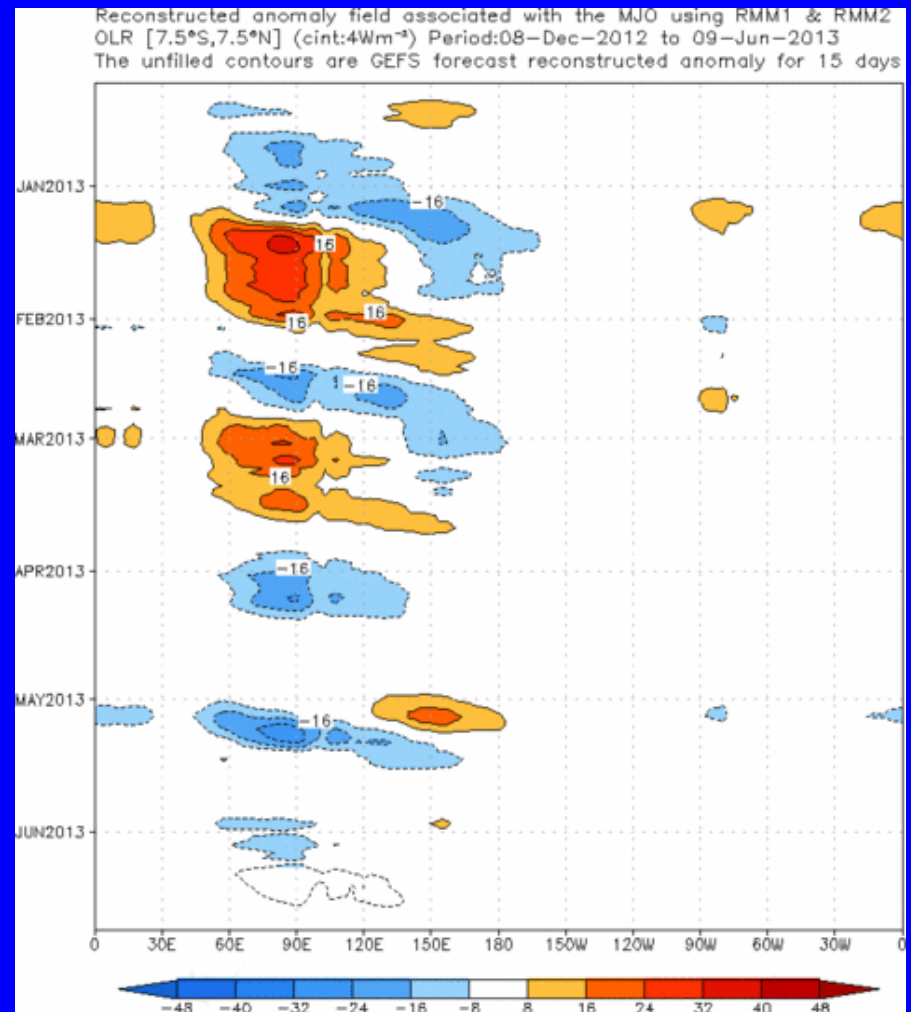 Reconstructed anomaly field associated with the MJO using RMM1 & RMM2
OLR [7.5°S,7.5°N] (cint:4Wm⁻²) Period:08-Dec-2012 to 09-Jun-2013
The unfilled contours are GEFS forecast reconstructed anomaly for 15 days
JAN2013
-16
16
FEB2013
16
16
-16
-16
MAR2013
16
APR2013
-16
MAY2013
-16
JUN2013
0 30E 60E 90E 120E 150E 180 150W 120W 90W 60W 30W 0
-48 -40 -32 -24 -16 -8 8 16 24 32 40 48